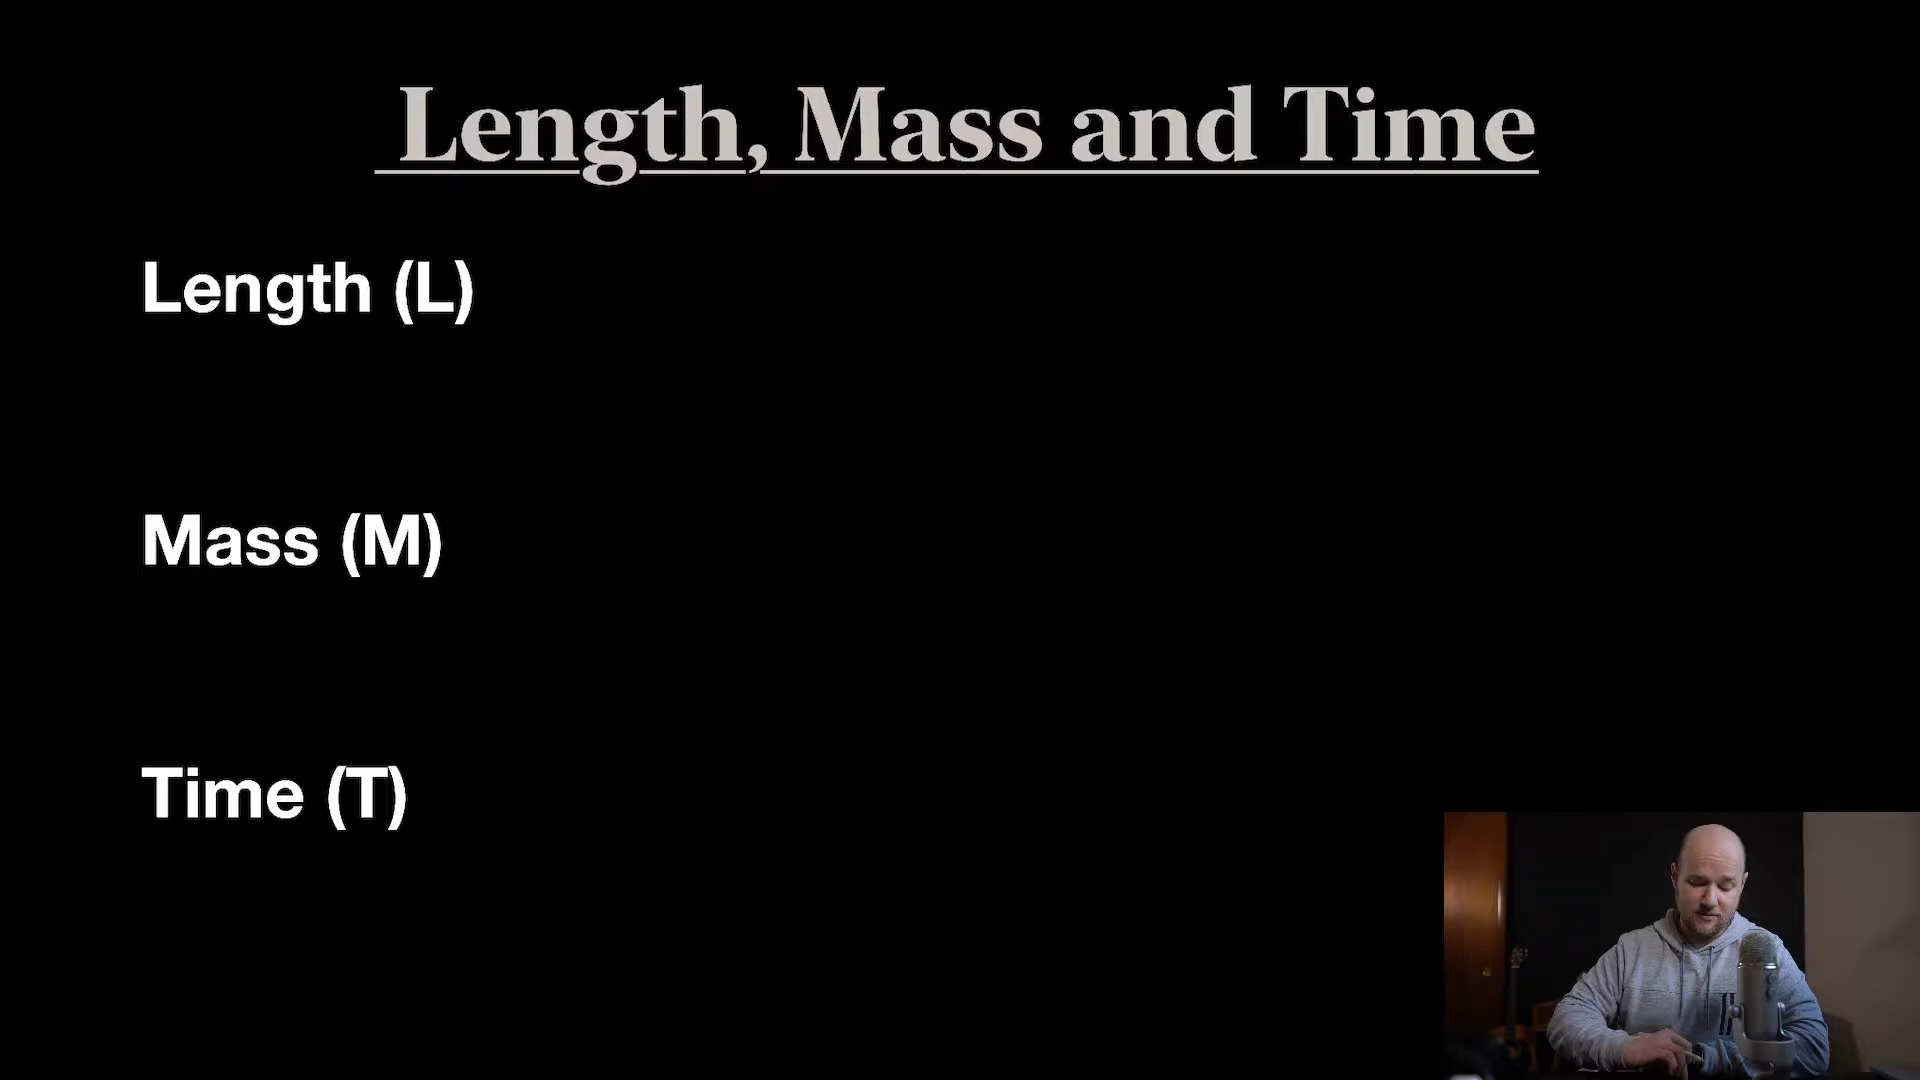 Length, Mass and Time
Length (L)
Mass (M)
Time (T)